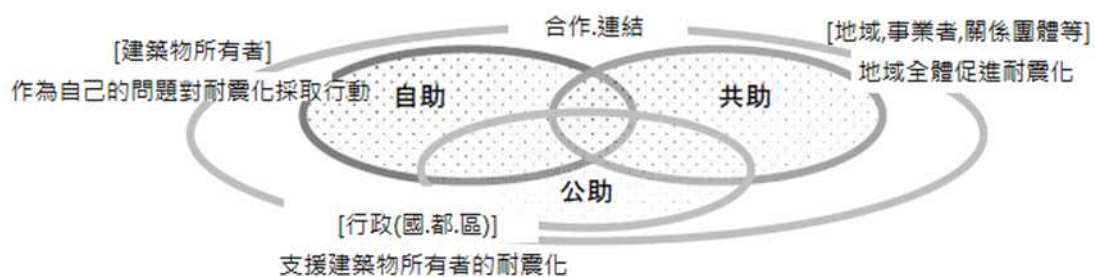 合作.連結
[建築物所有者]
作為自己的問題對耐震化採取行動
[地域,事業者,關係團體等]
地域全體促進耐震化
自助
共助
公助
[行政(國.都.區)]
支援建築物所有者的耐震化